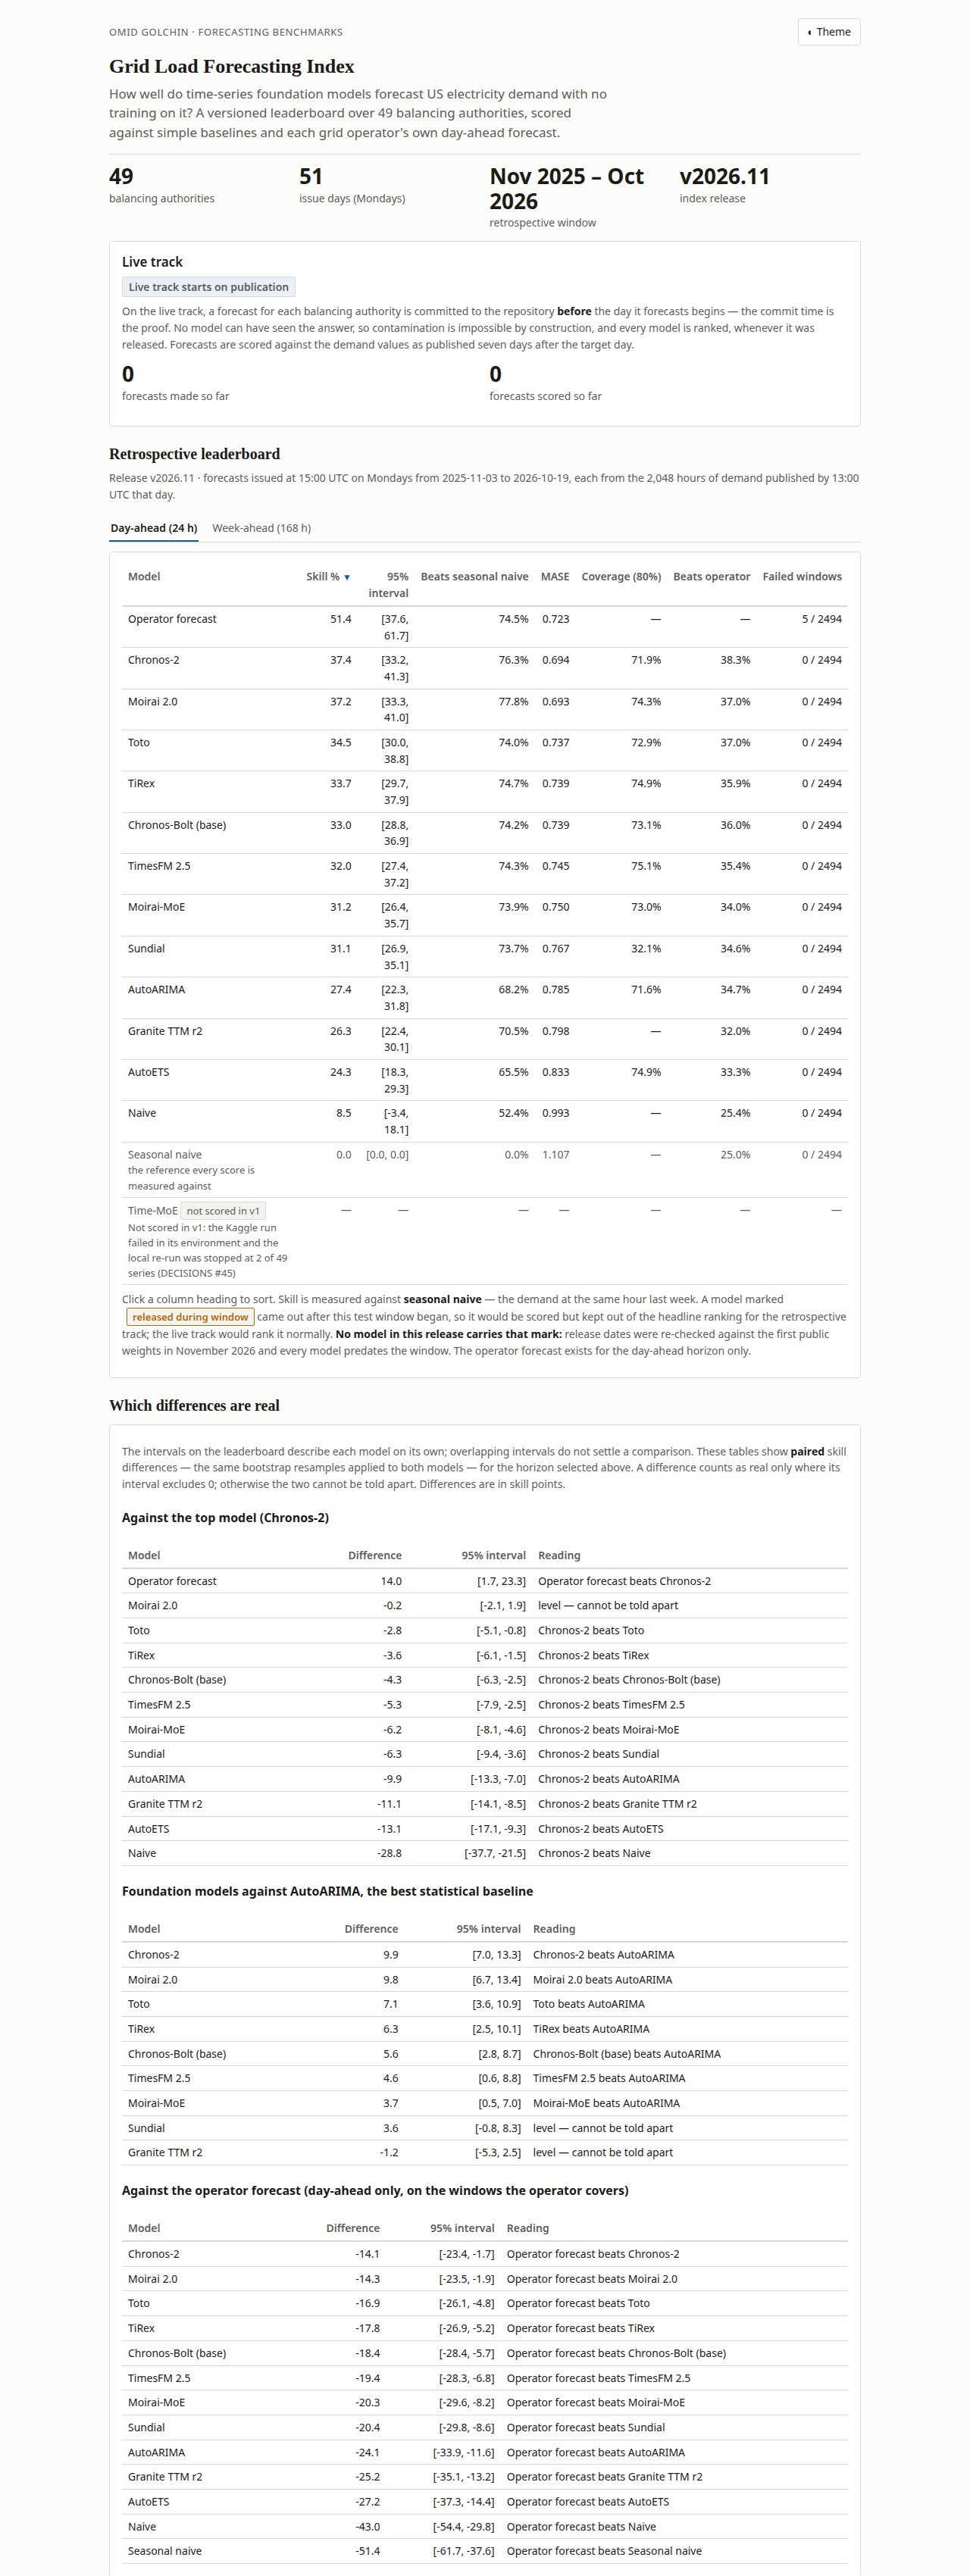 OMID GOLCHIN · FORECASTING BENCHMARKS
Theme
Grid Load Forecasting Index
How well do time-series foundation models forecast US electricity demand with no
training on it? A versioned leaderboard over 49 balancing authorities, scored
against simple baselines and each grid operator's own day-ahead forecast.
49
balancing authorities
51
issue days (Mondays)
Nov 2025 – Oct
2026
retrospective window
v2026.11
index release
Live track
Live track starts on publication
On the live track, a forecast for each balancing authority is committed to the repository before the day it forecasts begins — the commit time is
the proof. No model can have seen the answer, so contamination is impossible by construction, and every model is ranked, whenever it was
released. Forecasts are scored against the demand values as published seven days after the target day.
0
forecasts made so far
0
forecasts scored so far
Retrospective leaderboard
Release v2026.11 · forecasts issued at 15:00 UTC on Mondays from 2025-11-03 to 2026-10-19, each from the 2,048 hours of demand published by 13:00
UTC that day.
Day-ahead (24 h) Week-ahead (168 h)
Model Skill % ▼ 95% interval Beats seasonal naive MASE Coverage (80%) Beats operator Failed windows
Operator forecast 51.4 [37.6, 61.7] 74.5% 0.723 — — 5 / 2494
Chronos-2 37.4 [33.2, 41.3] 76.3% 0.694 71.9% 38.3% 0 / 2494
Moirai 2.0 37.2 [33.3, 41.0] 77.8% 0.693 74.3% 37.0% 0 / 2494
Toto 34.5 [30.0, 38.8] 74.0% 0.737 72.9% 37.0% 0 / 2494
TiRex 33.7 [29.7, 37.9] 74.7% 0.739 74.9% 35.9% 0 / 2494
Chronos-Bolt (base) 33.0 [28.8, 36.9] 74.2% 0.739 73.1% 36.0% 0 / 2494
TimesFM 2.5 32.0 [27.4, 37.2] 74.3% 0.745 75.1% 35.4% 0 / 2494
Moirai-MoE 31.2 [26.4, 35.7] 73.9% 0.750 73.0% 34.0% 0 / 2494
Sundial 31.1 [26.9, 35.1] 73.7% 0.767 32.1% 34.6% 0 / 2494
AutoARIMA 27.4 [22.3, 31.8] 68.2% 0.785 71.6% 34.7% 0 / 2494
Granite TTM r2 26.3 [22.4, 30.1] 70.5% 0.798 — 32.0% 0 / 2494
AutoETS 24.3 [18.3, 29.3] 65.5% 0.833 74.9% 33.3% 0 / 2494
Naive 8.5 [-3.4, 18.1] 52.4% 0.993 — 25.4% 0 / 2494
Seasonal naive 0.0 [0.0, 0.0] 0.0% 1.107 — 25.0% 0 / 2494
the reference every score is
measured against
Time-MoE not scored in v1 — — — — — — —
Not scored in v1: the Kaggle run
failed in its environment and the
local re-run was stopped at 2 of 49
series (DECISIONS #45)
Click a column heading to sort. Skill is measured against seasonal naive — the demand at the same hour last week. A model marked
released during window came out after this test window began, so it would be scored but kept out of the headline ranking for the retrospective
track; the live track would rank it normally. No model in this release carries that mark: release dates were re-checked against the first public
weights in November 2026 and every model predates the window. The operator forecast exists for the day-ahead horizon only.
Which differences are real
The intervals on the leaderboard describe each model on its own; overlapping intervals do not settle a comparison. These tables show paired skill
differences — the same bootstrap resamples applied to both models — for the horizon selected above. A difference counts as real only where its
interval excludes 0; otherwise the two cannot be told apart. Differences are in skill points.
Against the top model (Chronos-2)
Model Difference 95% interval Reading
Operator forecast 14.0 [1.7, 23.3] Operator forecast beats Chronos-2
Moirai 2.0 -0.2 [-2.1, 1.9] level — cannot be told apart
Toto -2.8 [-5.1, -0.8] Chronos-2 beats Toto
TiRex -3.6 [-6.1, -1.5] Chronos-2 beats TiRex
Chronos-Bolt (base) -4.3 [-6.3, -2.5] Chronos-2 beats Chronos-Bolt (base)
TimesFM 2.5 -5.3 [-7.9, -2.5] Chronos-2 beats TimesFM 2.5
Moirai-MoE -6.2 [-8.1, -4.6] Chronos-2 beats Moirai-MoE
Sundial -6.3 [-9.4, -3.6] Chronos-2 beats Sundial
AutoARIMA -9.9 [-13.3, -7.0] Chronos-2 beats AutoARIMA
Granite TTM r2 -11.1 [-14.1, -8.5] Chronos-2 beats Granite TTM r2
AutoETS -13.1 [-17.1, -9.3] Chronos-2 beats AutoETS
Naive -28.8 [-37.7, -21.5] Chronos-2 beats Naive
Foundation models against AutoARIMA, the best statistical baseline
Model Difference 95% interval Reading
Chronos-2 9.9 [7.0, 13.3] Chronos-2 beats AutoARIMA
Moirai 2.0 9.8 [6.7, 13.4] Moirai 2.0 beats AutoARIMA
Toto 7.1 [3.6, 10.9] Toto beats AutoARIMA
TiRex 6.3 [2.5, 10.1] TiRex beats AutoARIMA
Chronos-Bolt (base) 5.6 [2.8, 8.7] Chronos-Bolt (base) beats AutoARIMA
TimesFM 2.5 4.6 [0.6, 8.8] TimesFM 2.5 beats AutoARIMA
Moirai-MoE 3.7 [0.5, 7.0] Moirai-MoE beats AutoARIMA
Sundial 3.6 [-0.8, 8.3] level — cannot be told apart
Granite TTM r2 -1.2 [-5.3, 2.5] level — cannot be told apart
Against the operator forecast (day-ahead only, on the windows the operator covers)
Model Difference 95% interval Reading
Chronos-2 -14.1 [-23.4, -1.7] Operator forecast beats Chronos-2
Moirai 2.0 -14.3 [-23.5, -1.9] Operator forecast beats Moirai 2.0
Toto -16.9 [-26.1, -4.8] Operator forecast beats Toto
TiRex -17.8 [-26.9, -5.2] Operator forecast beats TiRex
Chronos-Bolt (base) -18.4 [-28.4, -5.7] Operator forecast beats Chronos-Bolt (base)
TimesFM 2.5 -19.4 [-28.3, -6.8] Operator forecast beats TimesFM 2.5
Moirai-MoE -20.3 [-29.6, -8.2] Operator forecast beats Moirai-MoE
Sundial -20.4 [-29.8, -8.6] Operator forecast beats Sundial
AutoARIMA -24.1 [-33.9, -11.6] Operator forecast beats AutoARIMA
Granite TTM r2 -25.2 [-35.1, -13.2] Operator forecast beats Granite TTM r2
AutoETS -27.2 [-37.3, -14.4] Operator forecast beats AutoETS
Naive -43.0 [-54.4, -29.8] Operator forecast beats Naive
Seasonal naive -51.4 [-61.7, -37.6] Operator forecast beats Seasonal naive